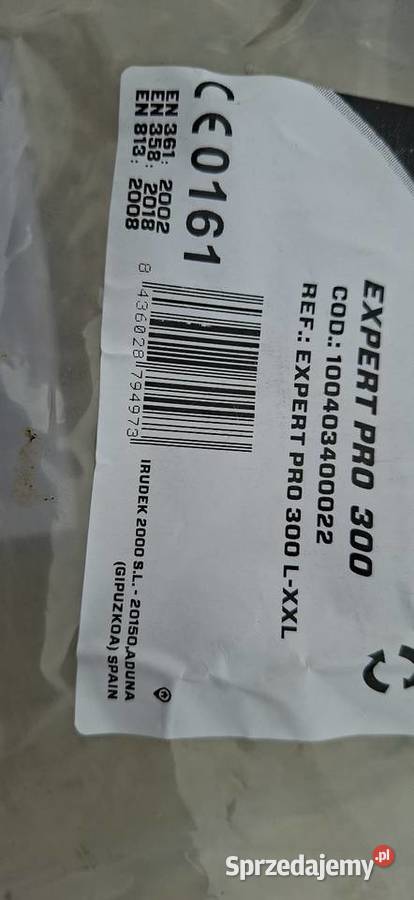 EXPERT PRO 300
COD.: 100403400022
REF.: EXPERT PRO 300 L-XXL
CE0161
EN 361: 2002
EN 358: 2018
EN 813: 2008
8 436028 794973
IRUDEK 2000 S.L. - 20150,ADUNA
(GIPUZKOA) SPAIN
Sprzedajemy.pl